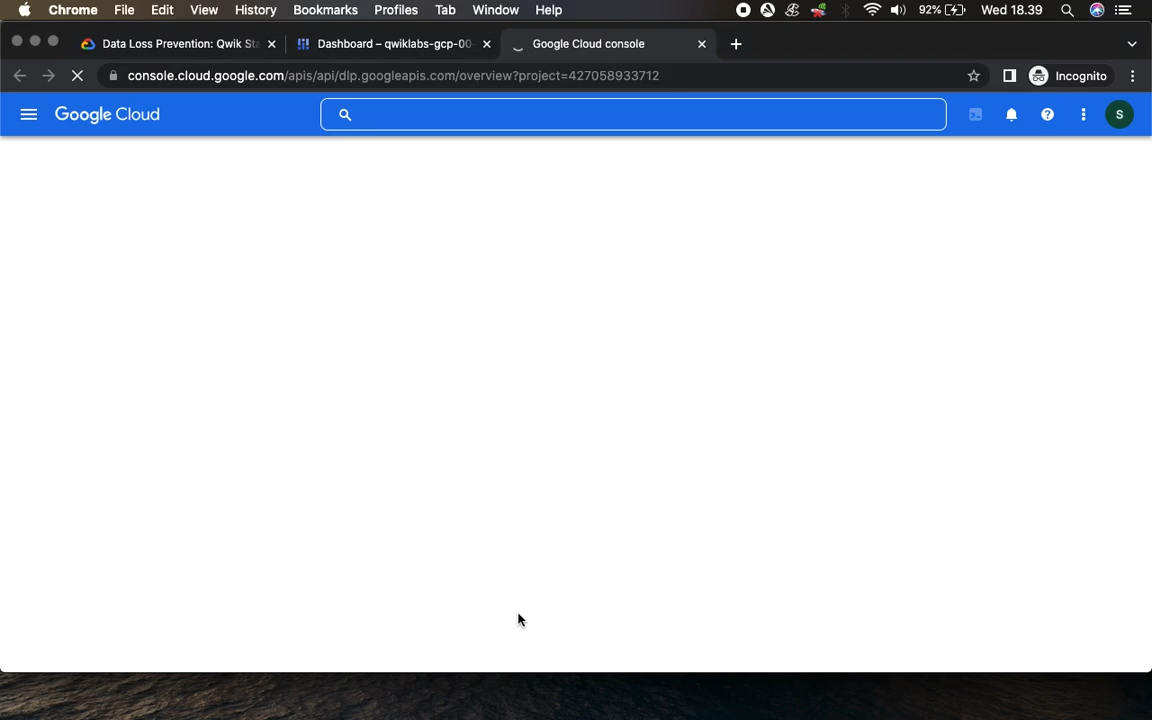 Chrome File Edit View History Bookmarks Profiles Tab Window Help 92% Wed 18.39
Data Loss Prevention: Qwik Sta Dashboard – qwiklabs-gcp-00 Google Cloud console
console.cloud.google.com/apis/api/dlp.googleapis.com/overview?project=427058933712 Incognito
Google Cloud S